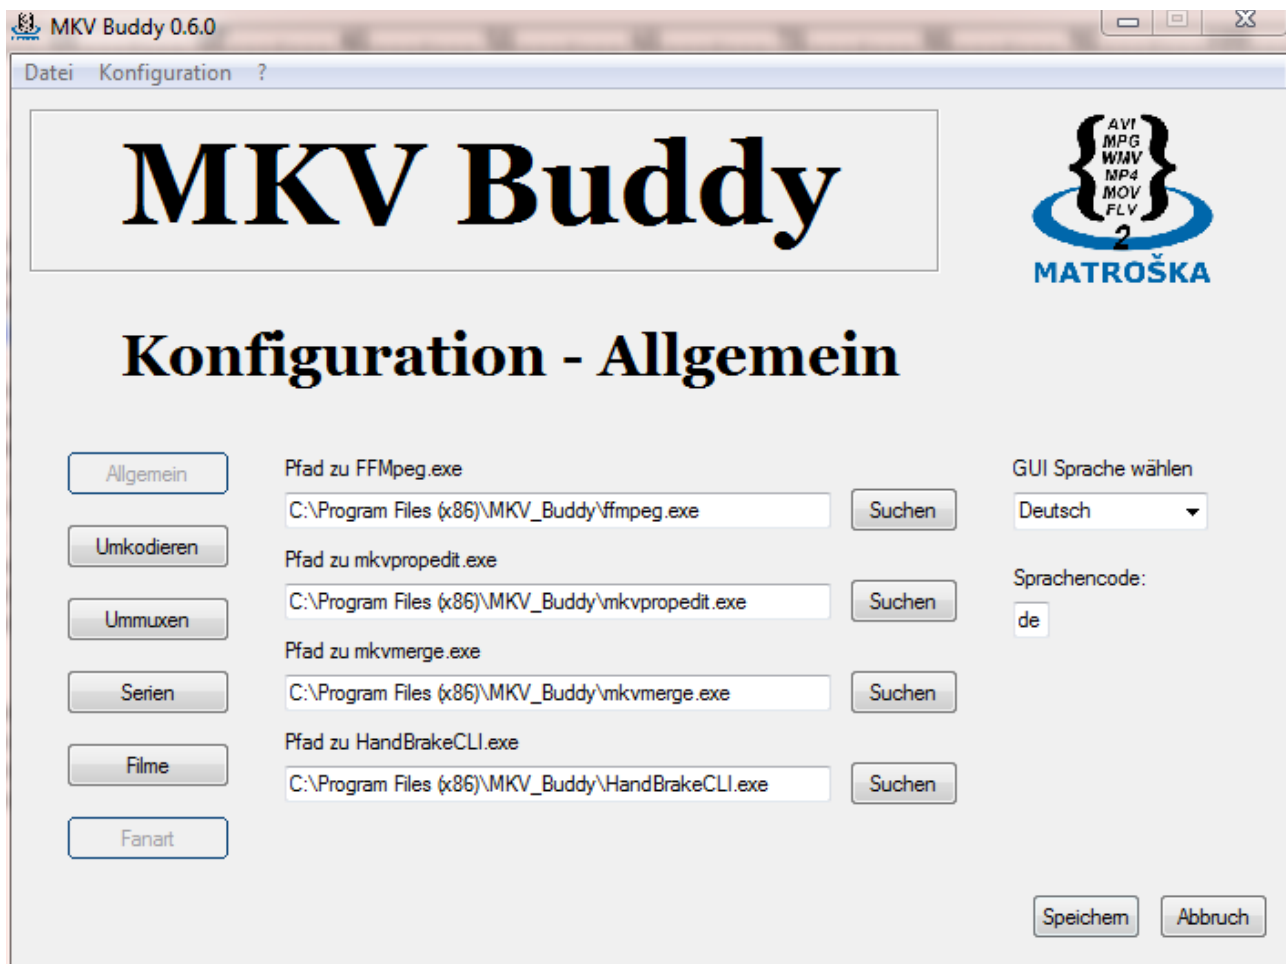 MKV Buddy 0.6.0
Datei Konfiguration ?
MKV Buddy
AVI
MPG
WMV
MP4
MOV
FLV
2
MATROŠKA
Konfiguration - Allgemein
Allgemein
Umkodieren
Ummuxen
Serien
Filme
Fanart
Pfad zu FFMpeg.exe
C:\Program Files (x86)\MKV_Buddy\ffmpeg.exe
Suchen
Pfad zu mkvpropedit.exe
C:\Program Files (x86)\MKV_Buddy\mkvpropedit.exe
Suchen
Pfad zu mkvmerge.exe
C:\Program Files (x86)\MKV_Buddy\mkvmerge.exe
Suchen
Pfad zu HandBrakeCLI.exe
C:\Program Files (x86)\MKV_Buddy\HandBrakeCLI.exe
Suchen
GUI Sprache wählen
Deutsch
Sprachencode:
de
Speichern
Abbruch